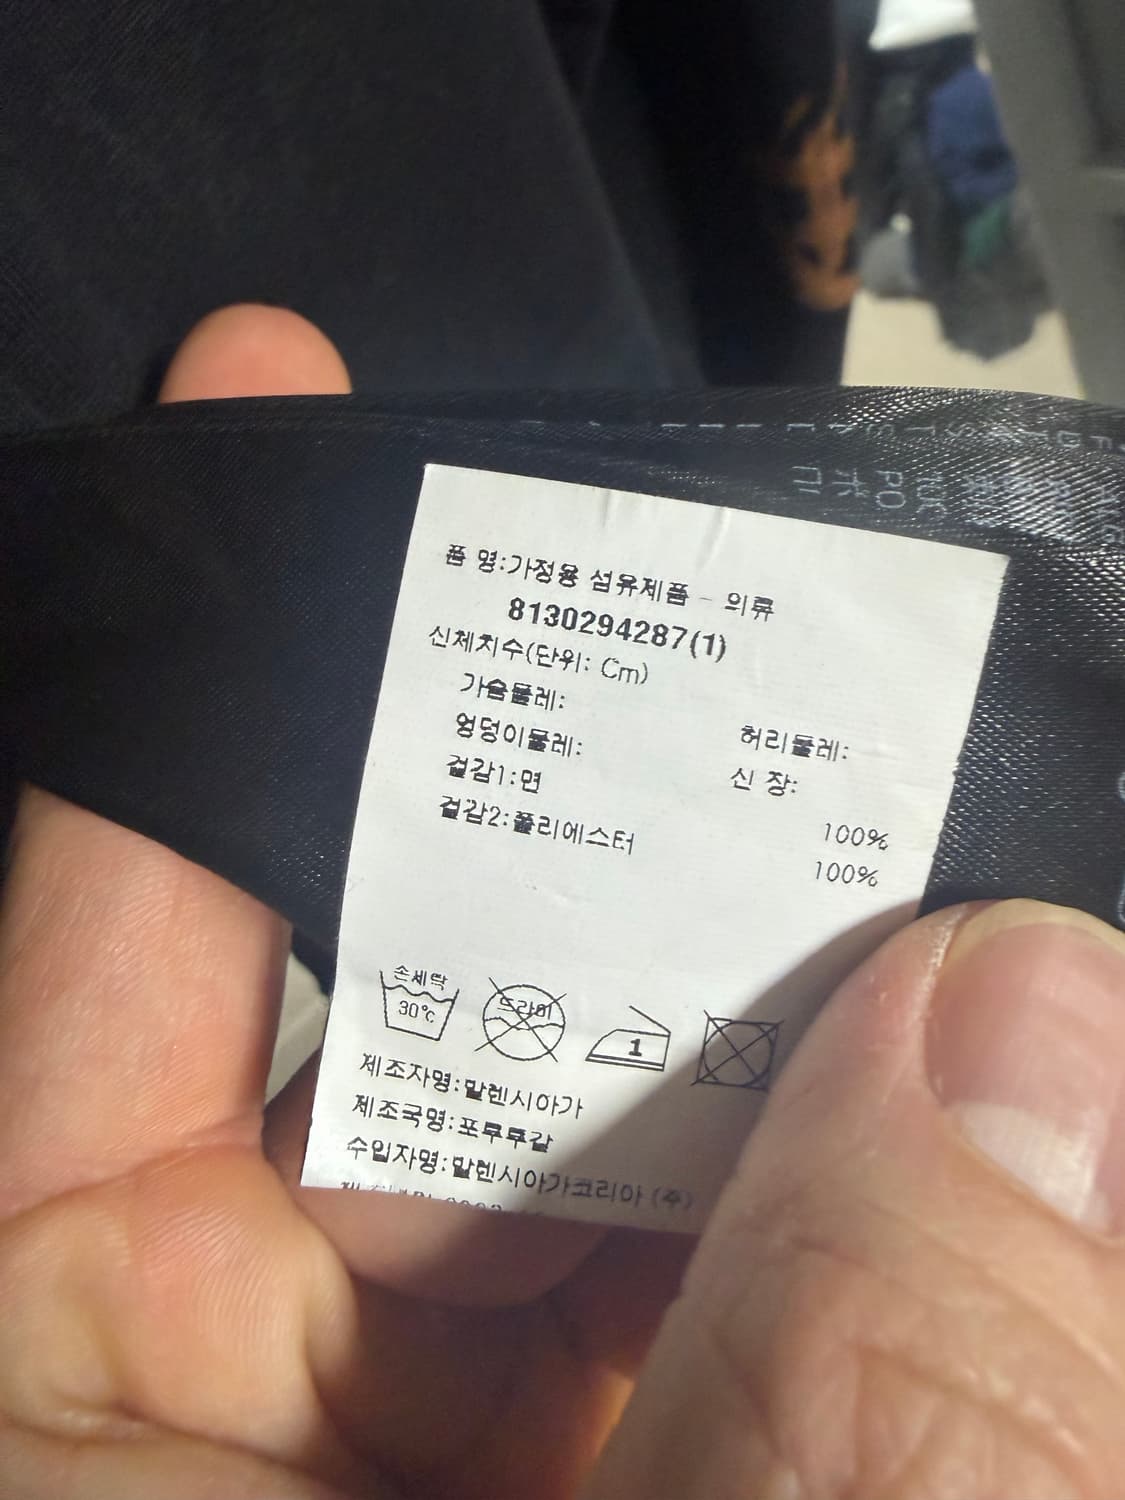 품 명:가정용 섬유제품 - 의류
8130294287(1)
신체치수(단위: Cm)
가슴둘레:
허리둘레:
엉덩이둘레:
신 장:
겉감1:면 100%
겉감2:폴리에스터 100%
손세탁
30℃
드라이
1
제조자명:발렌시아가
제조국명:포루투갈
수입자명:발렌시아가코리아 (주)